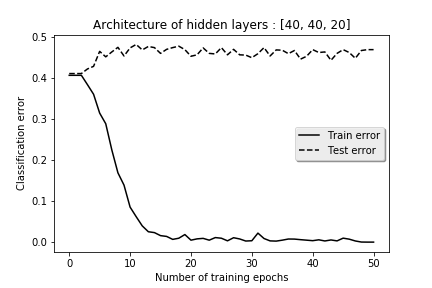 Architecture of hidden layers : [40, 40, 20]
0.5
0.4
0.3
0.2
0.1
0.0
Classification error
Train error
Test error
0
10
20
30
40
50
Number of training epochs